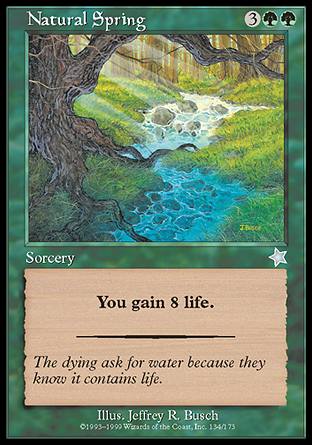 Natural Spring 3
J.Busch
Sorcery
You gain 8 life.
The dying ask for water because they
know it contains life.
Illus. Jeffrey R. Busch
©1993-1999 Wizards of the Coast, Inc. 134/173